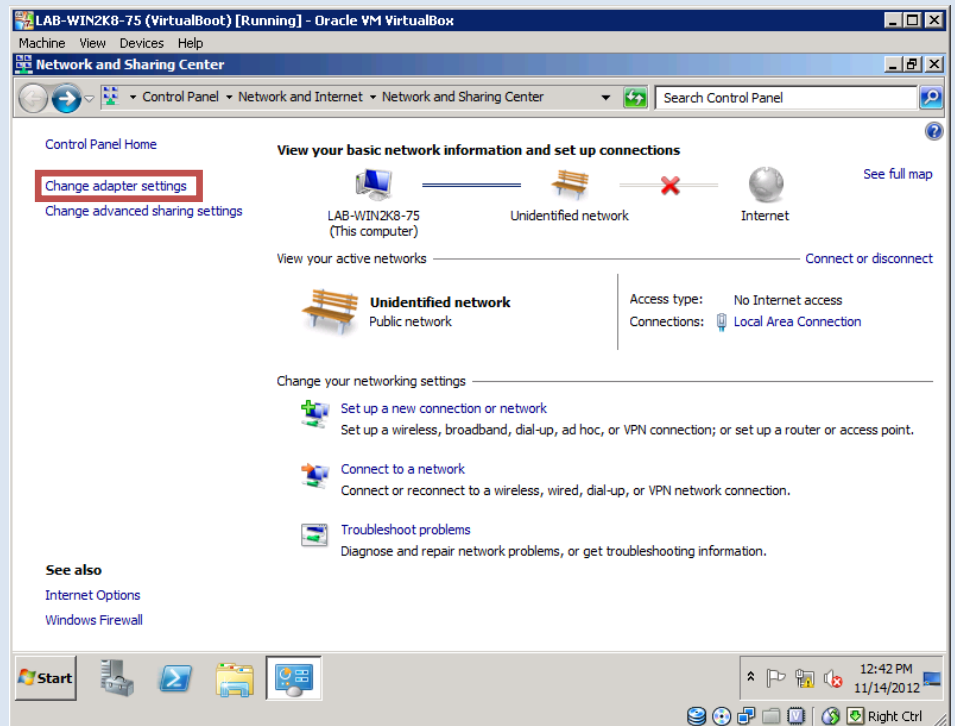 LAB-WIN2K8-75 (VirtualBoot) [Running] - Oracle VM VirtualBox
Machine View Devices Help
Network and Sharing Center
Control Panel Network and Internet Network and Sharing Center Search Control Panel
Control Panel Home
Change adapter settings
Change advanced sharing settings
View your basic network information and set up connections
See full map
LAB-WIN2K8-75 Unidentified network Internet
(This computer)
View your active networks Connect or disconnect
Unidentified network Access type: No Internet access
Public network Connections: Local Area Connection
Change your networking settings
Set up a new connection or network
Set up a wireless, broadband, dial-up, ad hoc, or VPN connection; or set up a router or access point.
Connect to a network
Connect or reconnect to a wireless, wired, dial-up, or VPN network connection.
Troubleshoot problems
Diagnose and repair network problems, or get troubleshooting information.
See also
Internet Options
Windows Firewall
Start 12:42 PM
11/14/2012
Right Ctrl